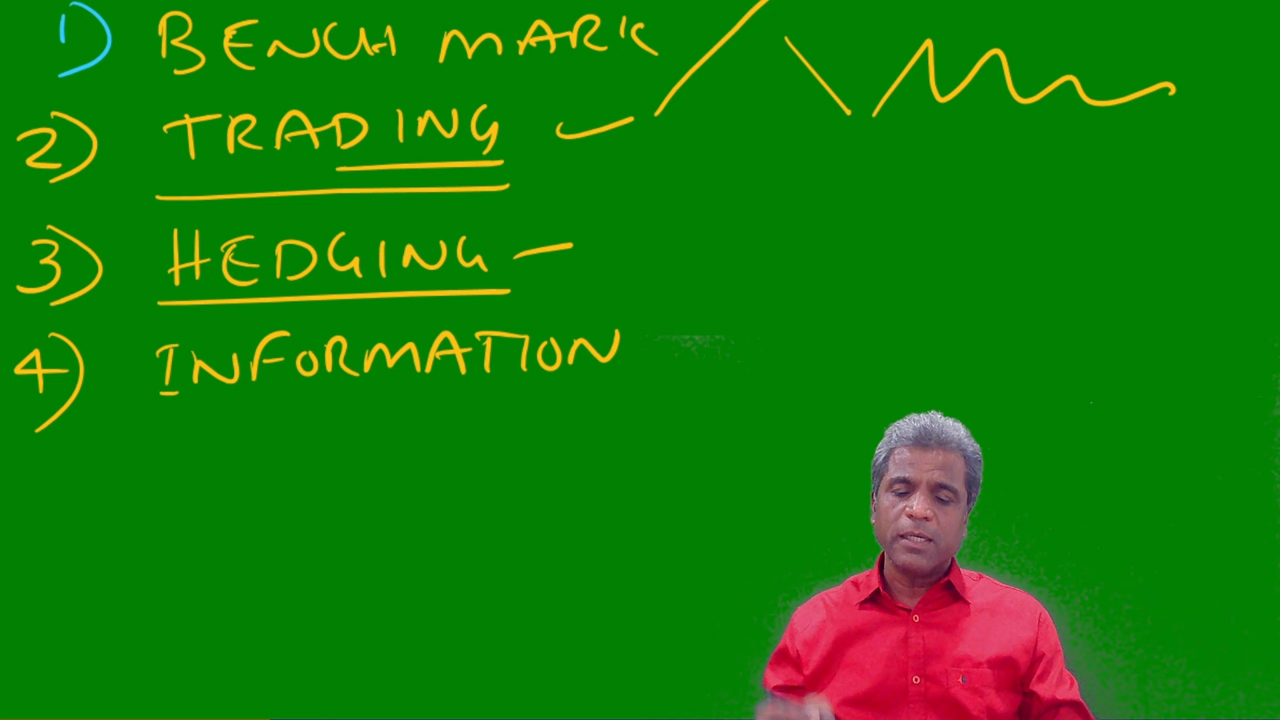 1) BENCH MARK
2) TRADING
3) HEDGING -
4) INFORMATION